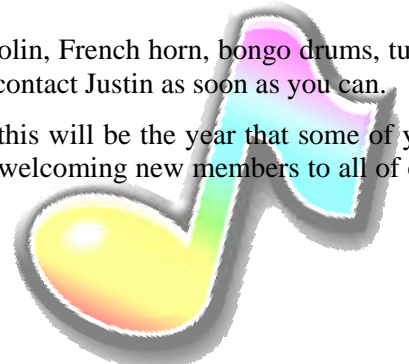 olin, French horn, bongo drums, tu
contact Justin as soon as you can.
this will be the year that some of y
welcoming new members to all of